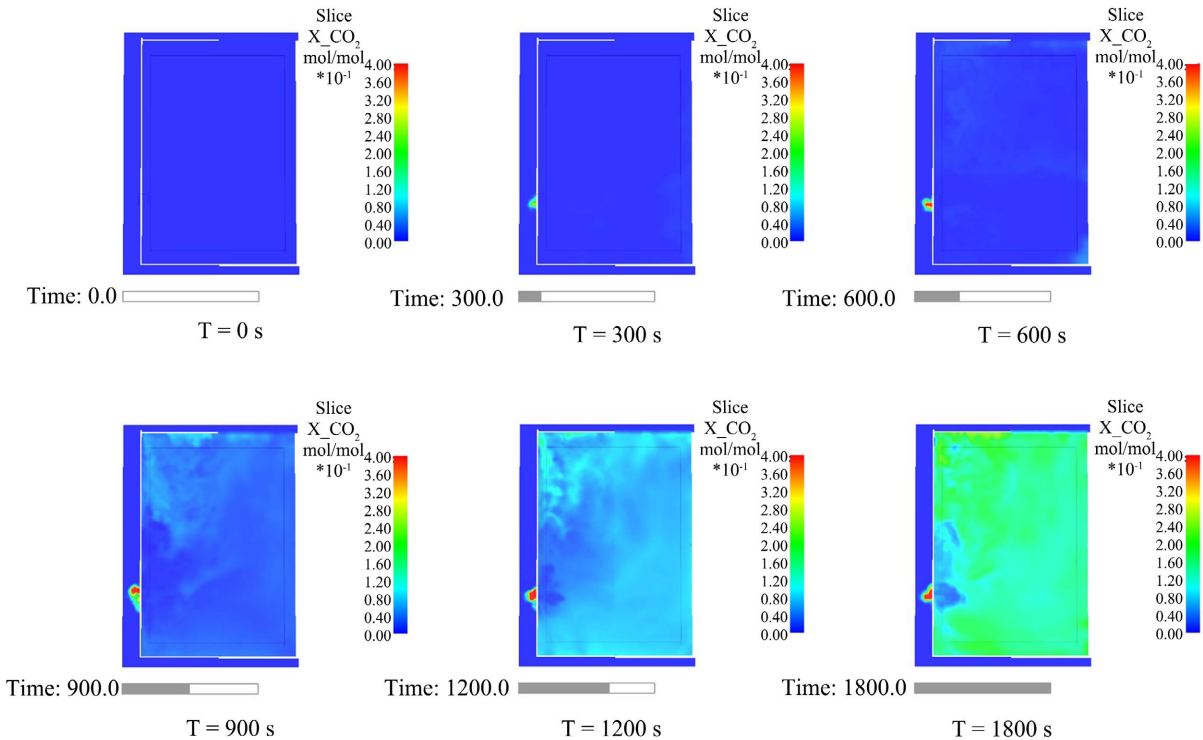 Slice
X_CO₂
mol/mol
*10⁻¹
4.00
3.60
3.20
2.80
2.40
2.00
1.60
1.20
0.80
0.40
0.00
Time: 0.0
T = 0 s
Slice
X_CO₂
mol/mol
*10⁻¹
4.00
3.60
3.20
2.80
2.40
2.00
1.60
1.20
0.80
0.40
0.00
Time: 300.0
T = 300 s
Slice
X_CO₂
mol/mol
*10⁻¹
4.00
3.60
3.20
2.80
2.40
2.00
1.60
1.20
0.80
0.40
0.00
Time: 600.0
T = 600 s
Slice
X_CO₂
mol/mol
*10⁻¹
4.00
3.60
3.20
2.80
2.40
2.00
1.60
1.20
0.80
0.40
0.00
Time: 900.0
T = 900 s
Slice
X_CO₂
mol/mol
*10⁻¹
4.00
3.60
3.20
2.80
2.40
2.00
1.60
1.20
0.80
0.40
0.00
Time: 1200.0
T = 1200 s
Slice
X_CO₂
mol/mol
*10⁻¹
4.00
3.60
3.20
2.80
2.40
2.00
1.60
1.20
0.80
0.40
0.00
Time: 1800.0
T = 1800 s